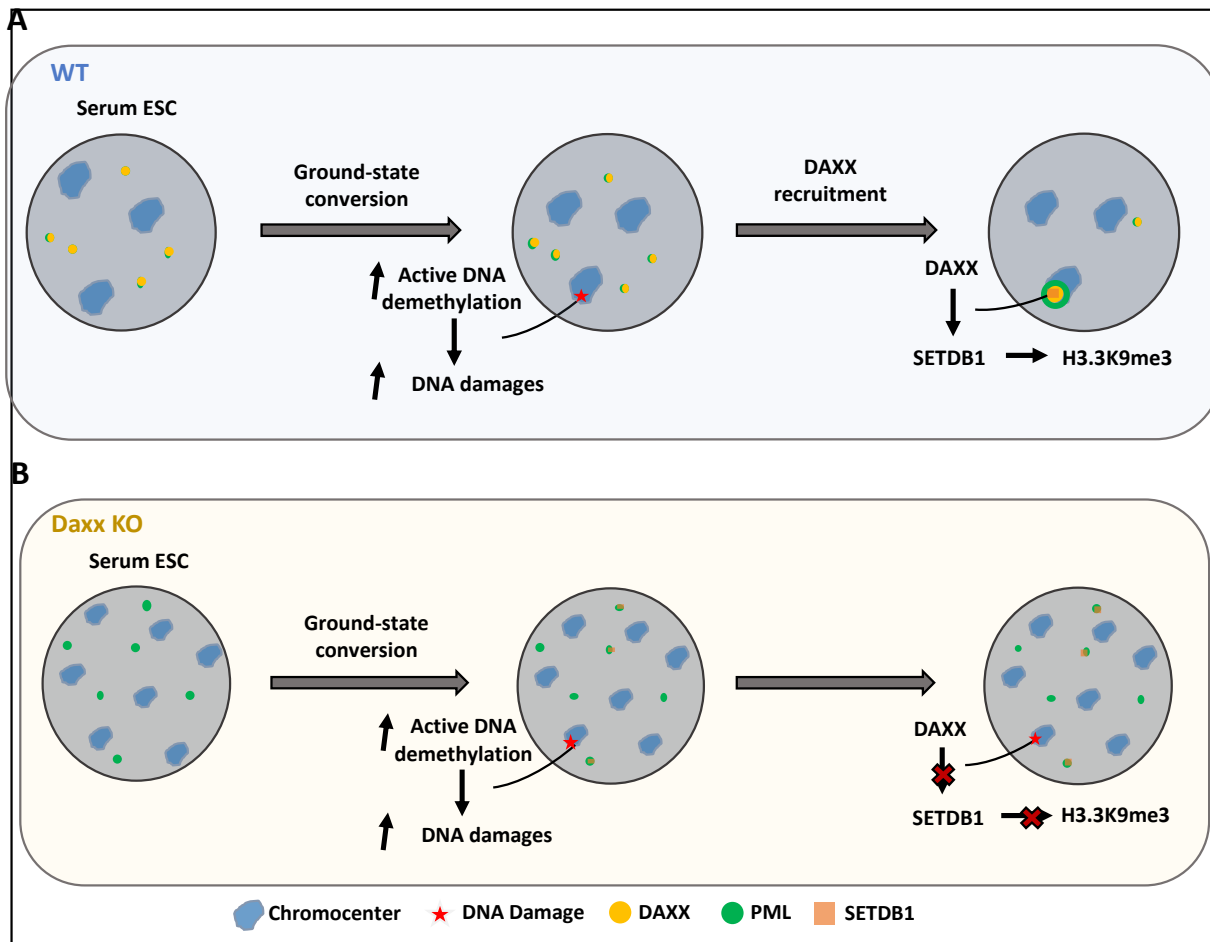 A
WT
Serum ESC
Ground-state
conversion
Active DNA
demethylation
DNA damages
DAXX
recruitment
DAXX
SETDB1
H3.3K9me3
B
Daxx KO
Serum ESC
Ground-state
conversion
Active DNA
demethylation
DNA damages
DAXX
SETDB1
H3.3K9me3
Chromocenter
DNA Damage
DAXX
PML
SETDB1